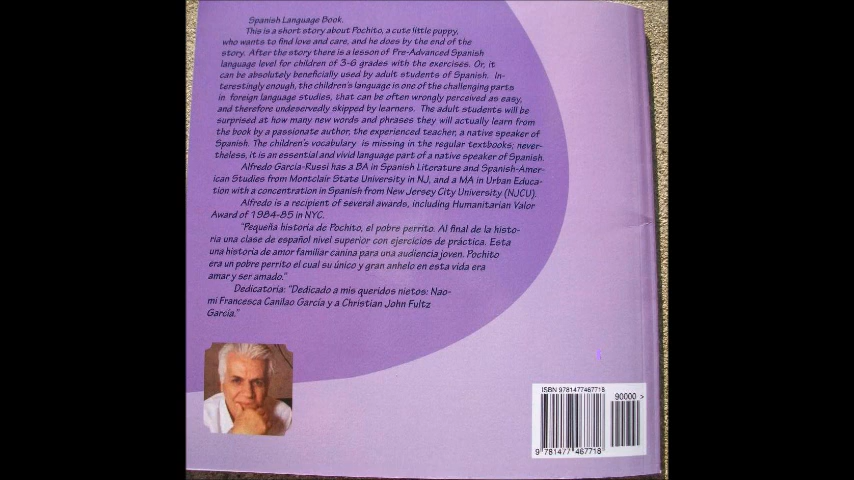 Spanish Language Book.
This is a short story about Pochito, a cute little puppy,
who wants to find love and care, and he does by the end of the
story. After the story there is a lesson of Pre-Advanced Spanish
language level for children of 3-6 grades with the exercises. Or, it
can be absolutely beneficially used by adult students of Spanish. In-
terestingly enough, the children's language in one of the challenging parts
in foreign language studies, that can be often wrongly perceived as easy,
and therefore undeservedly skipped by learners. The adult students will be
surprised at how many new words and phrases they will actually learn from
the book by a passionate author, the experienced teacher, a native speaker of
Spanish. The children's vocabulary is missing in the regular textbooks; never-
theless, it is an essential and vivid language part of a native speaker of Spanish.
Alfredo Garcia-Russi has a BA in Spanish Literature and Spanish-Amer-
ican Studies from Montclair State University in NJ, and a MA in Urban Educa-
tion with a concentration in Spanish from New Jersey City University (NJCU).
Alfredo is a recipient of several awards, including Humanitarian Valor
Award of 1984-85 in NYC.
"Pequeña historia de Pochito, el pobre perrito. Al final de la histo-
ria una clase de español nivel superior con ejercicios de práctica. Esta
una historia de amor familiar canina para una audiencia joven. Pochito
era un pobre perrito el cual su único y gran anhelo en esta vida era
amar y ser amado."
Dedicatoria: "Dedicado a mis queridos nietos: Nao-
mi Francesca Canilao García y a Christian John Fultz
García."
ISBN 9781477467718
90000 >
9 781477 467718